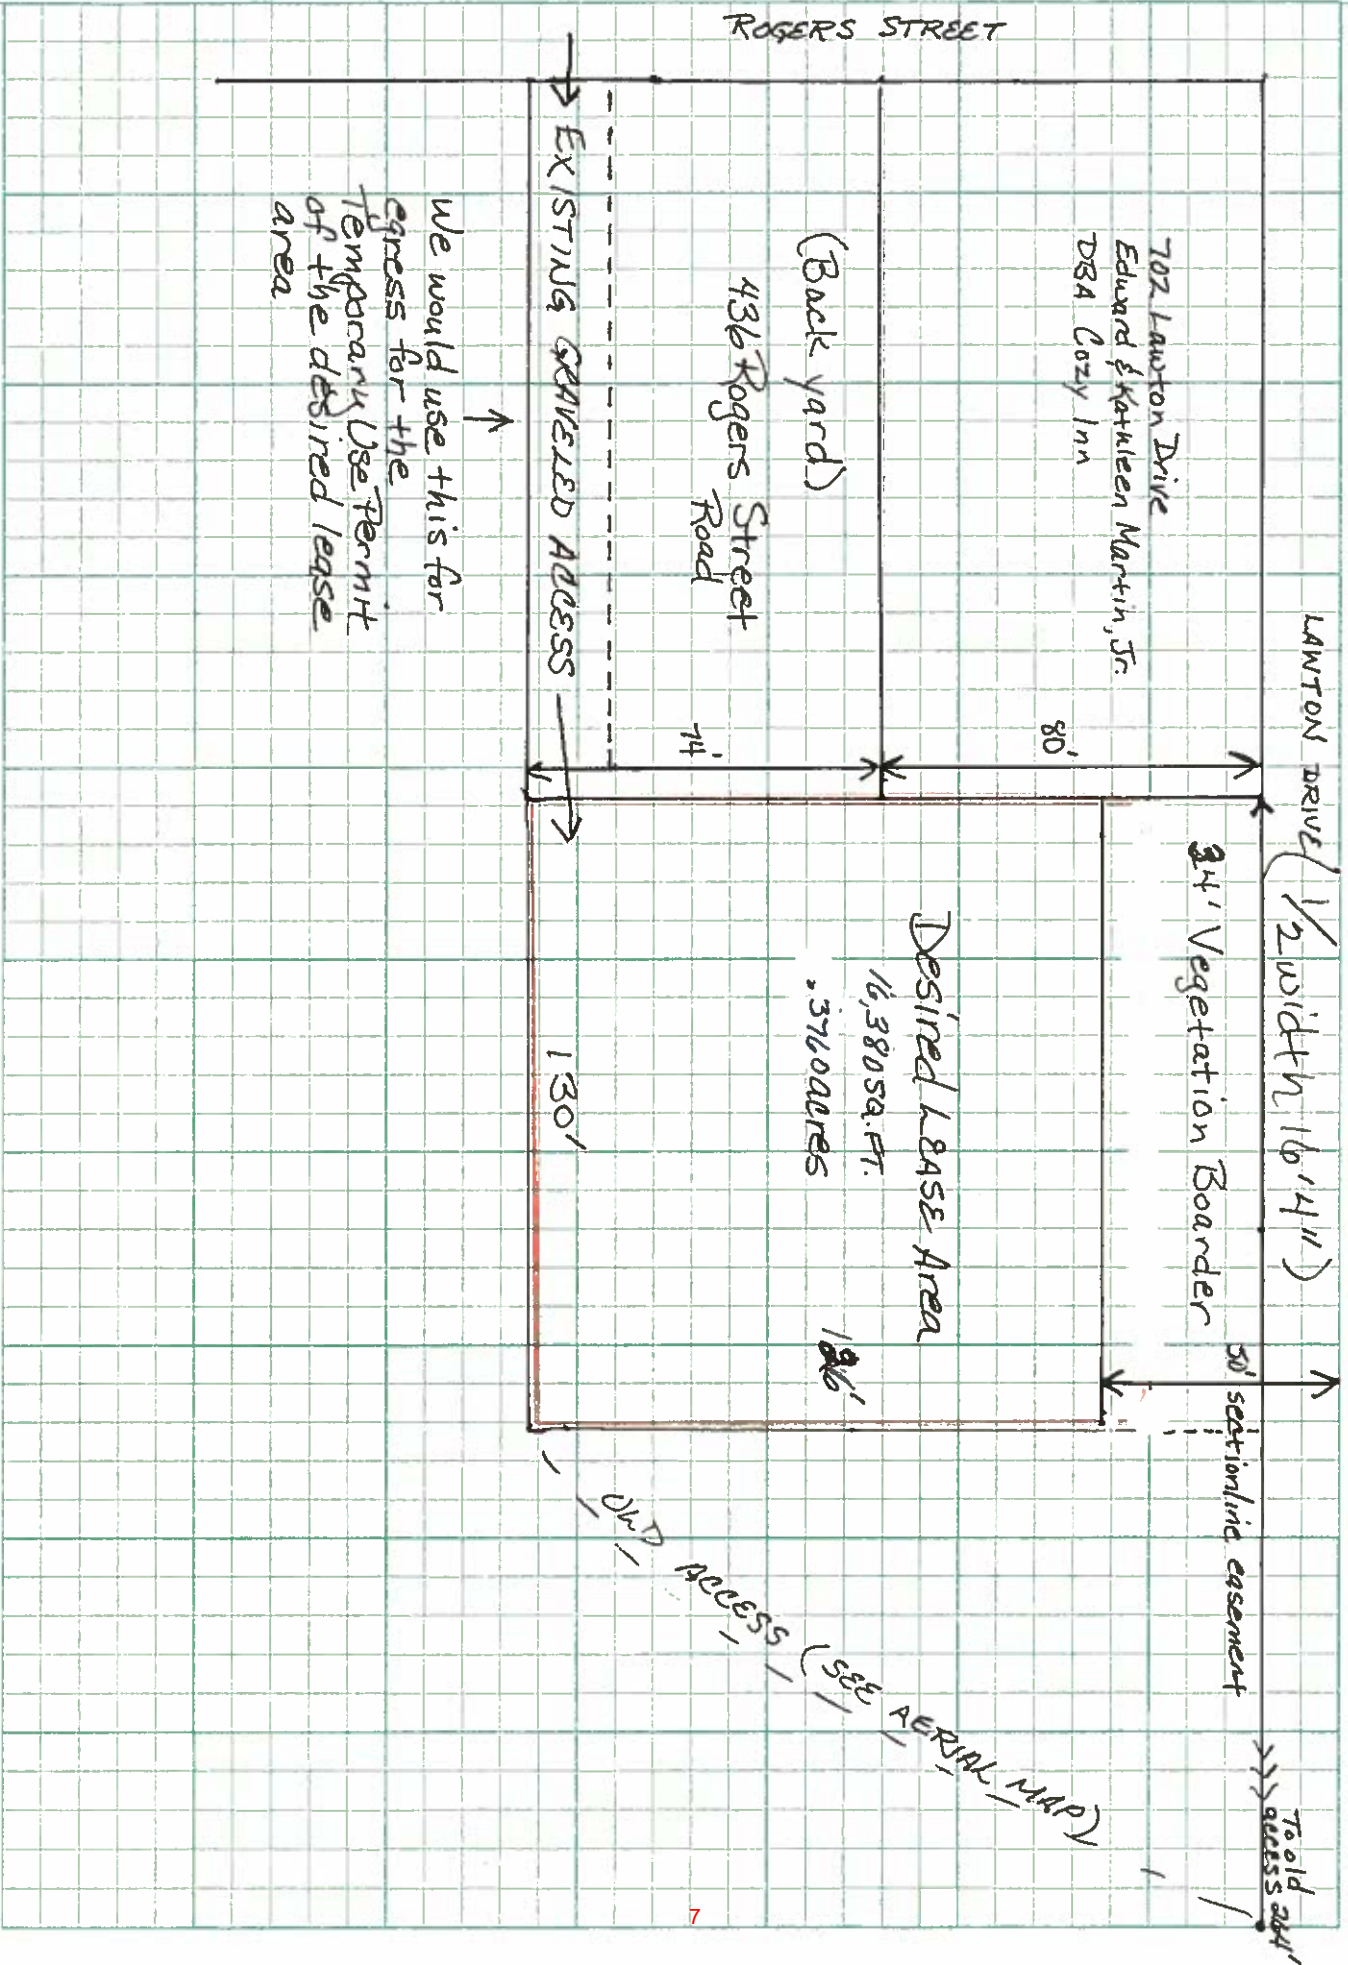 ROGERS STREET
LAWTON DRIVE (1/2 width 16'4")
702 Lawton Drive
Edward & Kathleen Martin, Jr.
DBA Cozy Inn
80'
(Back yard)
436 Rogers Street
Road
74'
EXISTING GRAVELED ACCESS
We would use this for
egress for the
Temporary Use Permit
of the desired lease
area
34' Vegetation Boarder
50' sectionline easement
Desired LEASE Area
16,380 SQ. FT.
.3760 acres
126'
130'
OLD ACCESS (SEE AERIAL MAP)
To old
access 264'
7